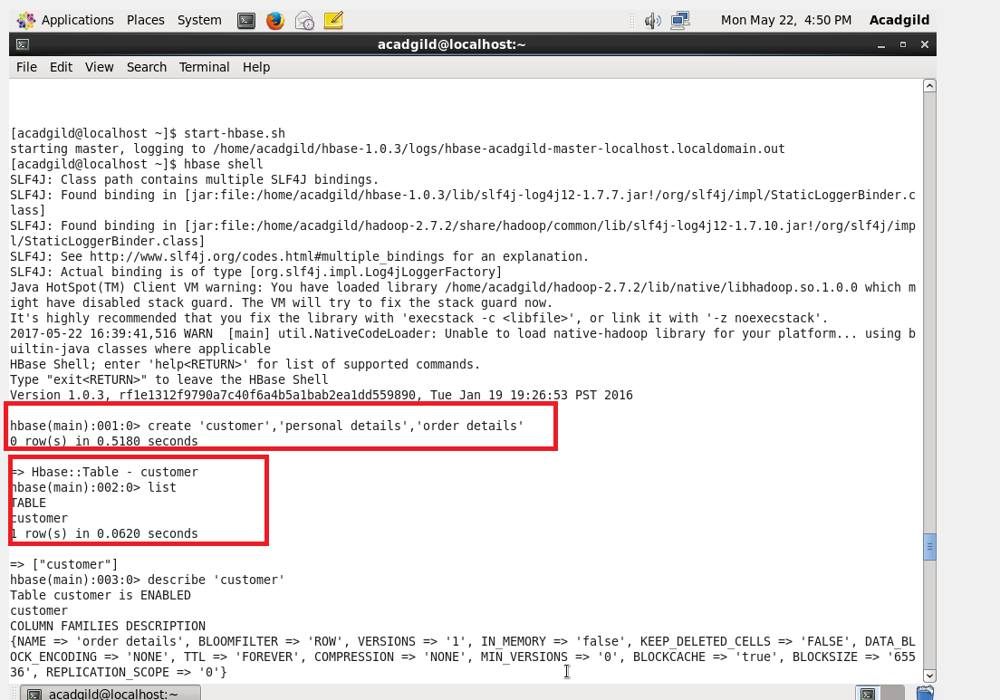 Applications Places System Mon May 22, 4:50 PM Acadgild
acadgild@localhost:~
File Edit View Search Terminal Help
[acadgild@localhost ~]$ start-hbase.sh
starting master, logging to /home/acadgild/hbase-1.0.3/logs/hbase-acadgild-master-localhost.localdomain.out
[acadgild@localhost ~]$ hbase shell
SLF4J: Class path contains multiple SLF4J bindings.
SLF4J: Found binding in [jar:file:/home/acadgild/hbase-1.0.3/lib/slf4j-log4j12-1.7.7.jar!/org/slf4j/impl/StaticLoggerBinder.c
lass]
SLF4J: Found binding in [jar:file:/home/acadgild/hadoop-2.7.2/share/hadoop/common/lib/slf4j-log4j12-1.7.10.jar!/org/slf4j/imp
l/StaticLoggerBinder.class]
SLF4J: See http://www.slf4j.org/codes.html#multiple_bindings for an explanation.
SLF4J: Actual binding is of type [org.slf4j.impl.Log4jLoggerFactory]
Java HotSpot(TM) Client VM warning: You have loaded library /home/acadgild/hadoop-2.7.2/lib/native/libhadoop.so.1.0.0 which m
ight have disabled stack guard. The VM will try to fix the stack guard now.
It's highly recommended that you fix the library with 'execstack -c <libfile>', or link it with '-z noexecstack'.
2017-05-22 16:39:41,516 WARN  [main] util.NativeCodeLoader: Unable to load native-hadoop library for your platform... using b
uiltin-java classes where applicable
HBase Shell; enter 'help<RETURN>' for list of supported commands.
Type "exit<RETURN>" to leave the HBase Shell
Version 1.0.3, rf1e1312f9790a7c40f6a4b5a1bab2ea1dd559890, Tue Jan 19 19:26:53 PST 2016
hbase(main):001:0> create 'customer','personal details','order details'
0 row(s) in 0.5180 seconds
=> Hbase::Table - customer
hbase(main):002:0> list
TABLE
customer
1 row(s) in 0.0620 seconds
=> ["customer"]
hbase(main):003:0> describe 'customer'
Table customer is ENABLED
customer
COLUMN FAMILIES DESCRIPTION
{NAME => 'order details', BLOOMFILTER => 'ROW', VERSIONS => '1', IN_MEMORY => 'false', KEEP_DELETED_CELLS => 'FALSE', DATA_BL
OCK_ENCODING => 'NONE', TTL => 'FOREVER', COMPRESSION => 'NONE', MIN_VERSIONS => '0', BLOCKCACHE => 'true', BLOCKSIZE => '655
36', REPLICATION_SCOPE => '0'}
acadgild@localhost:~